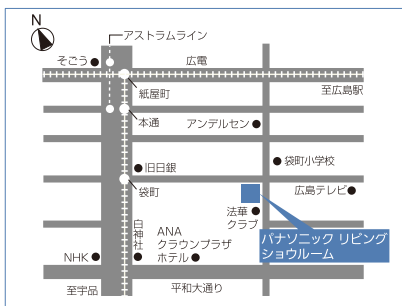 N
アストラムライン
そごう
広電
至広島駅
紙屋町
本通
アンデルセン
旧日銀
袋町小学校
袋町
広島テレビ
白神社
ANA
クラウンプラザ
ホテル
法華
クラブ
パナソニック リビング
ショウルーム
NHK
至宇品
平和大通り